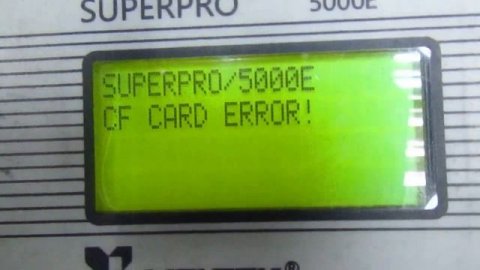 SUPERPRO 5000E
SUPERPRO/5000E
CF CARD ERROR!